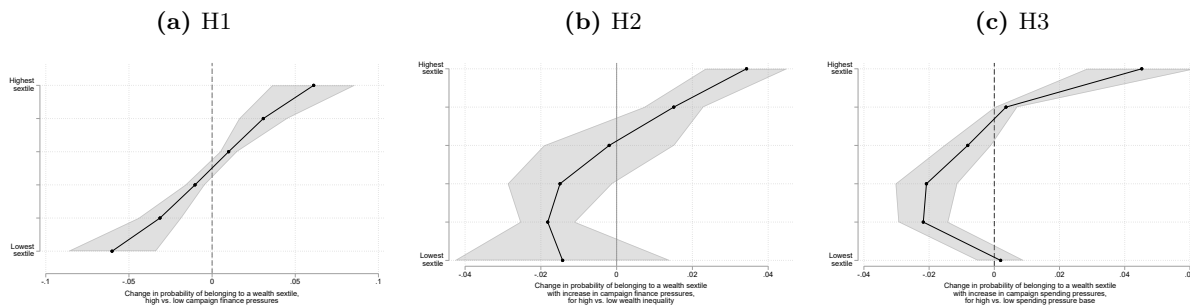 (a) H1
Highest
sextile
Lowest
sextile
-.1
-.05
0
.05
.1
Change in probability of belonging to a wealth sextile,
high vs. low campaign finance pressures
(b) H2
Highest
sextile
Lowest
sextile
-.04
-.02
0
.02
.04
Change in probability of belonging to a wealth sextile
with increase in campaign finance pressures,
for high vs. low wealth inequality
(c) H3
Highest
sextile
Lowest
sextile
-.04
-.02
0
.02
.04
.06
Change in probability of belonging to a wealth sextile
with increase in campaign spending pressures,
for high vs. low spending pressure base